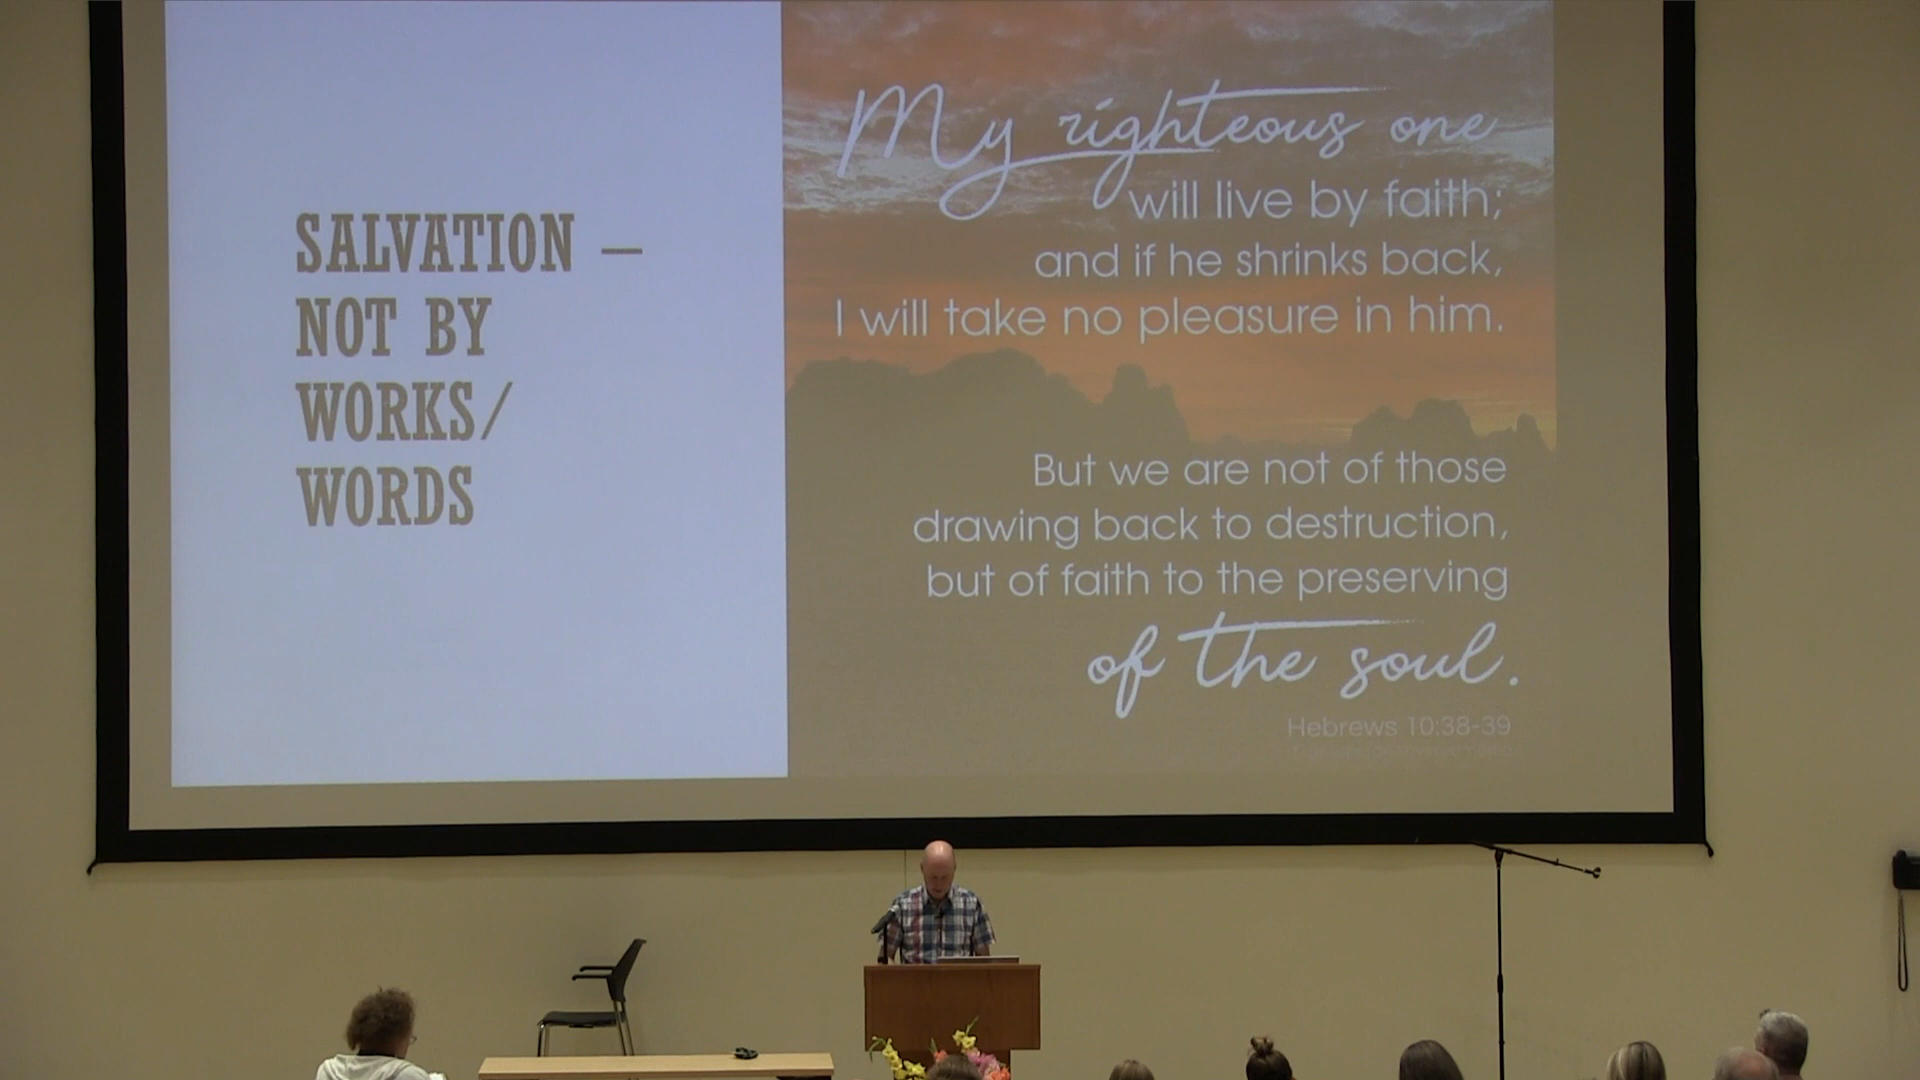 SALVATION –
NOT BY
WORKS/
WORDS
My righteous one
will live by faith;
and if he shrinks back,
I will take no pleasure in him.
But we are not of those
drawing back to destruction,
but of faith to the preserving
of the soul.
Hebrews 10:38-39